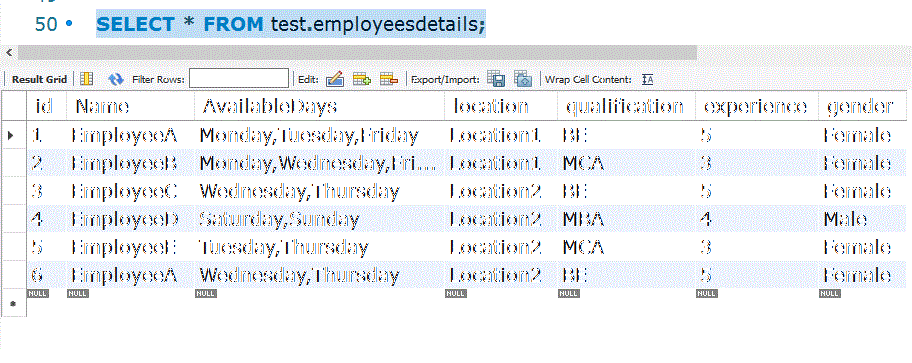 50 SELECT * FROM test.employeesdetails;
Result Grid Filter Rows: Edit: Export/Import: Wrap Cell Content: IA
id Name AvailableDays location qualification experience gender
1 EmployeeA Monday,Tuesday,Friday Location1 BE 5 Female
2 EmployeeB Monday,Wednesday,Fri... Location1 MCA 3 Female
3 EmployeeC Wednesday,Thursday Location2 BE 5 Female
4 EmployeeD Saturday,Sunday Location2 MBA 4 Male
5 EmployeeE Tuesday,Thursday Location2 MCA 3 Female
6 EmployeeA Wednesday,Thursday Location2 BE 5 Female
NULL NULL NULL NULL NULL NULL NULL